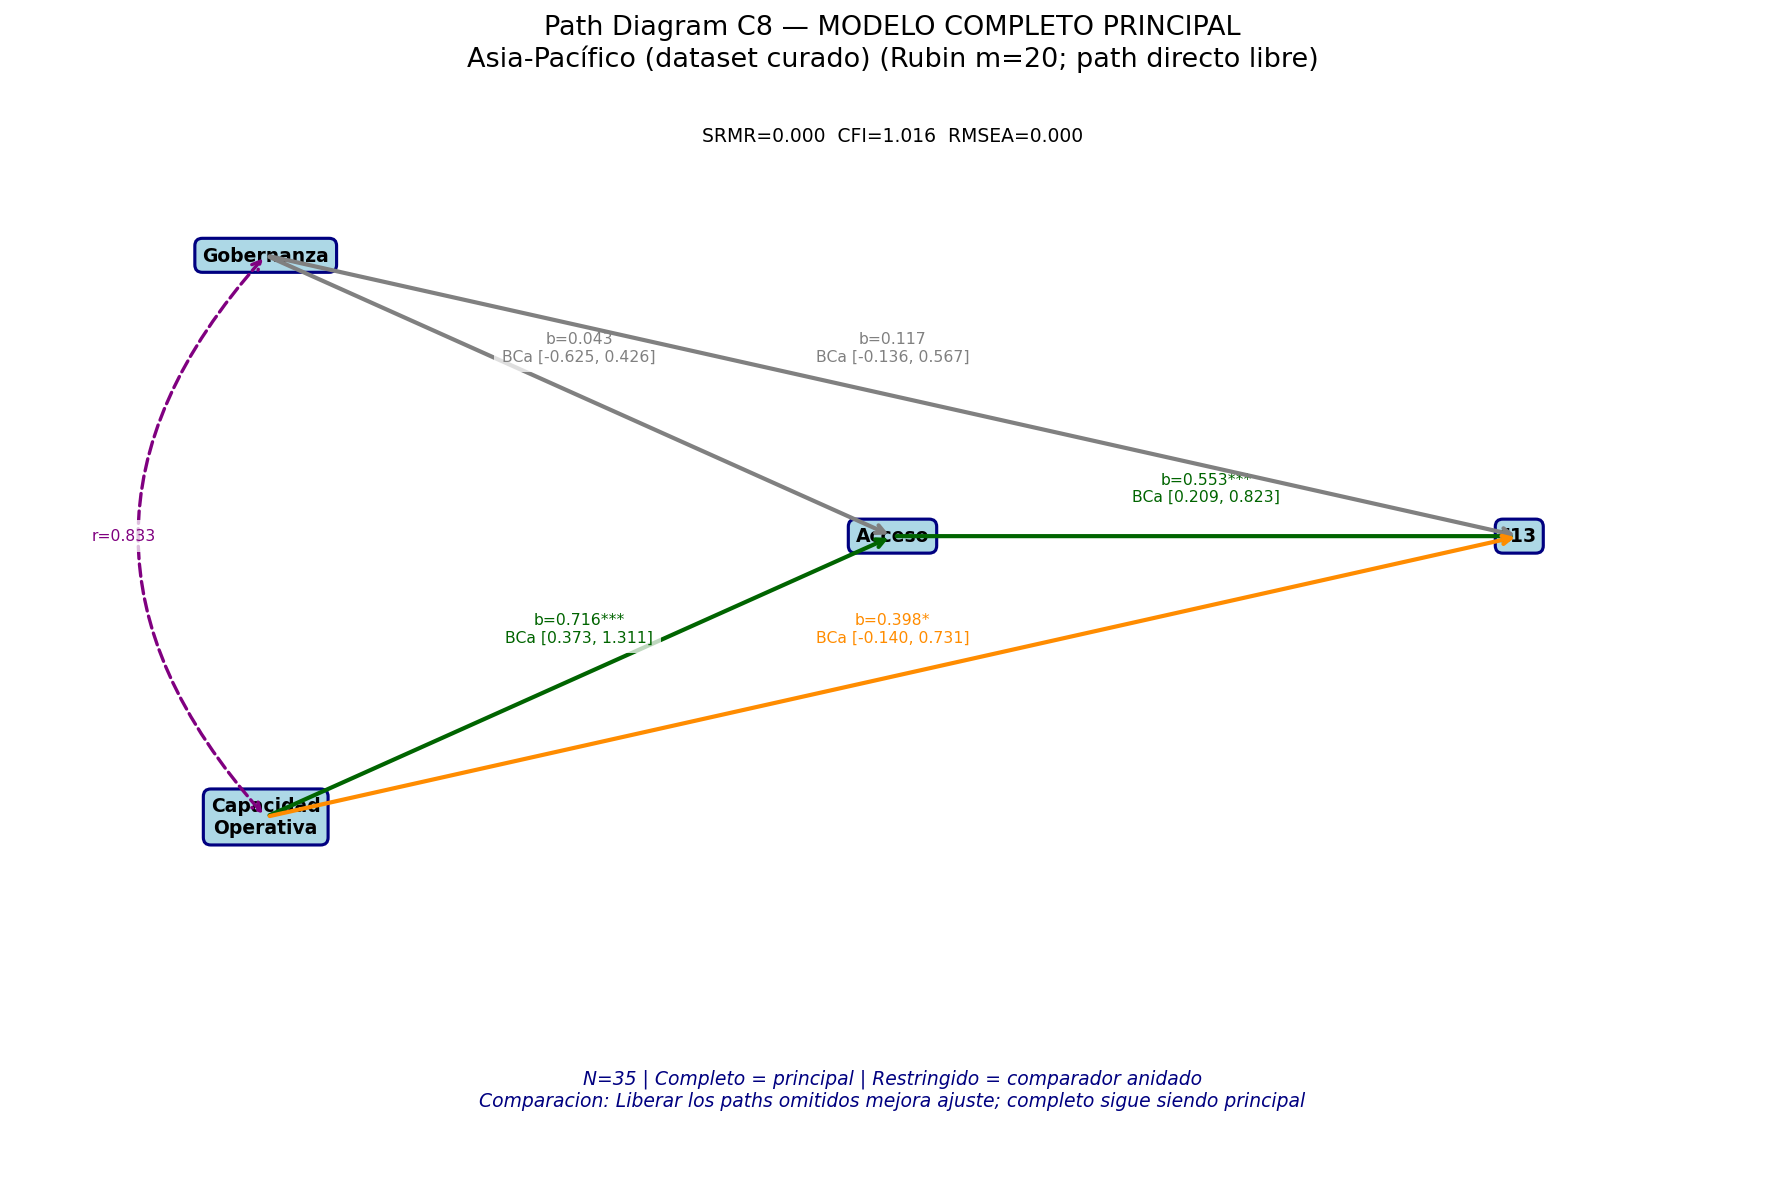 Path Diagram C8 — MODELO COMPLETO PRINCIPAL
Asia-Pacífico (dataset curado) (Rubin m=20; path directo libre)
SRMR=0.000  CFI=1.016  RMSEA=0.000
Gobernanza
b=0.043
BCa [-0.625, 0.426]
b=0.117
BCa [-0.136, 0.567]
b=0.553***
BCa [0.209, 0.823]
r=0.833
Acceso
13
b=0.716***
BCa [0.373, 1.311]
b=0.398*
BCa [-0.140, 0.731]
Capacidad
Operativa
N=35 | Completo = principal | Restringido = comparador anidado
Comparacion: Liberar los paths omitidos mejora ajuste; completo sigue siendo principal